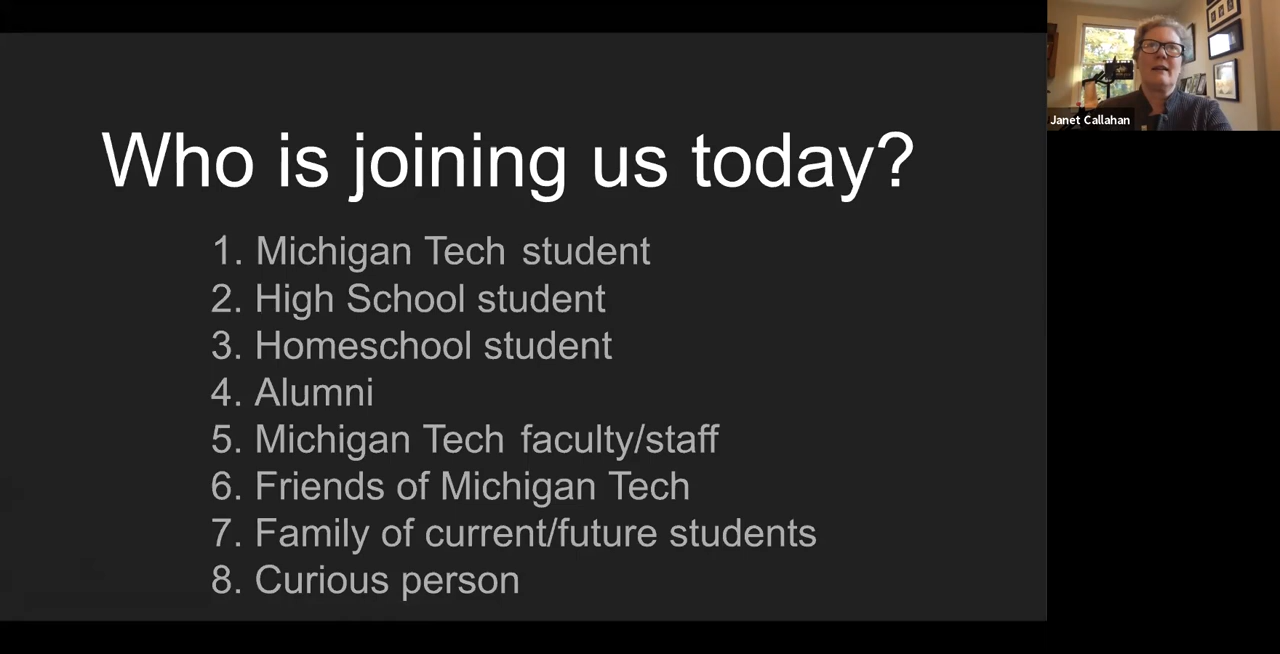 Who is joining us today?
1. Michigan Tech student
2. High School student
3. Homeschool student
4. Alumni
5. Michigan Tech faculty/staff
6. Friends of Michigan Tech
7. Family of current/future students
8. Curious person
Janet Callahan